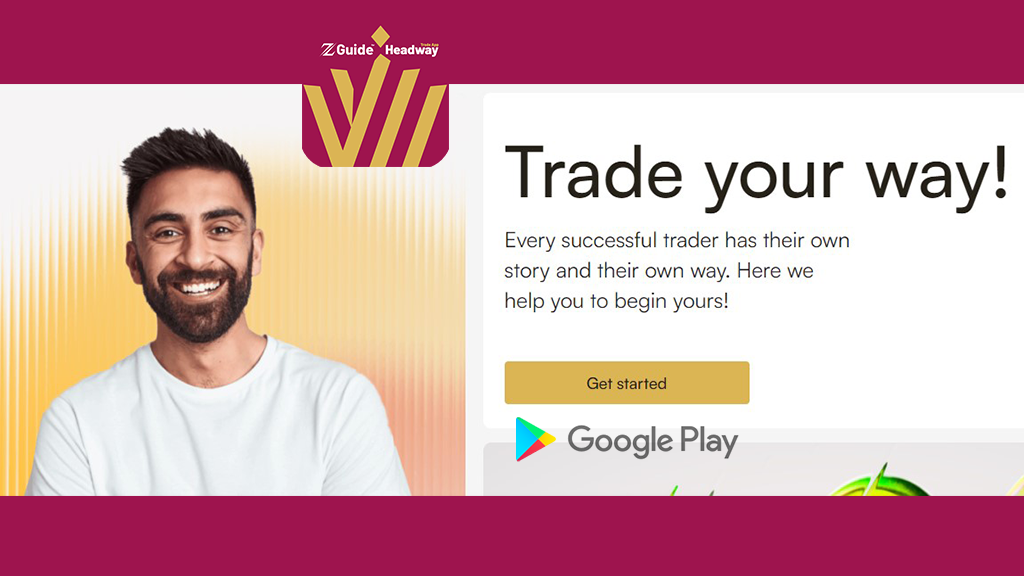 ZGuide Headway
Trade App
Trade your way!
Every successful trader has their own
story and their own way. Here we
help you to begin yours!
Get started
Google Play